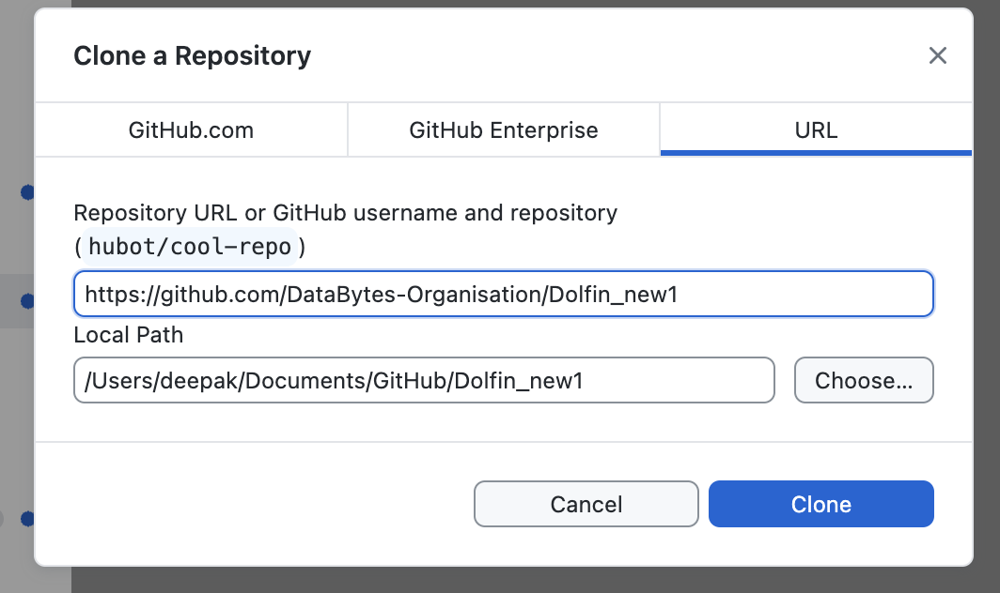 Clone a Repository
GitHub.com
GitHub Enterprise
URL
Repository URL or GitHub username and repository
(hubot/cool-repo)
https://github.com/DataBytes-Organisation/Dolfin_new1
Local Path
/Users/deepak/Documents/GitHub/Dolfin_new1
Choose...
Cancel
Clone